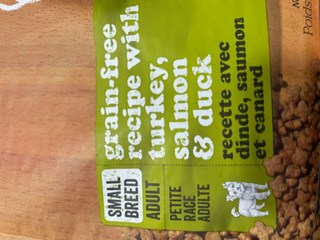 grain-free
recipe with
turkey,
salmon
& duck
recette avec
dinde, saumon
et canard
SMALL
BREED
ADULT
PETITE
RACE
ADULTE
Poids